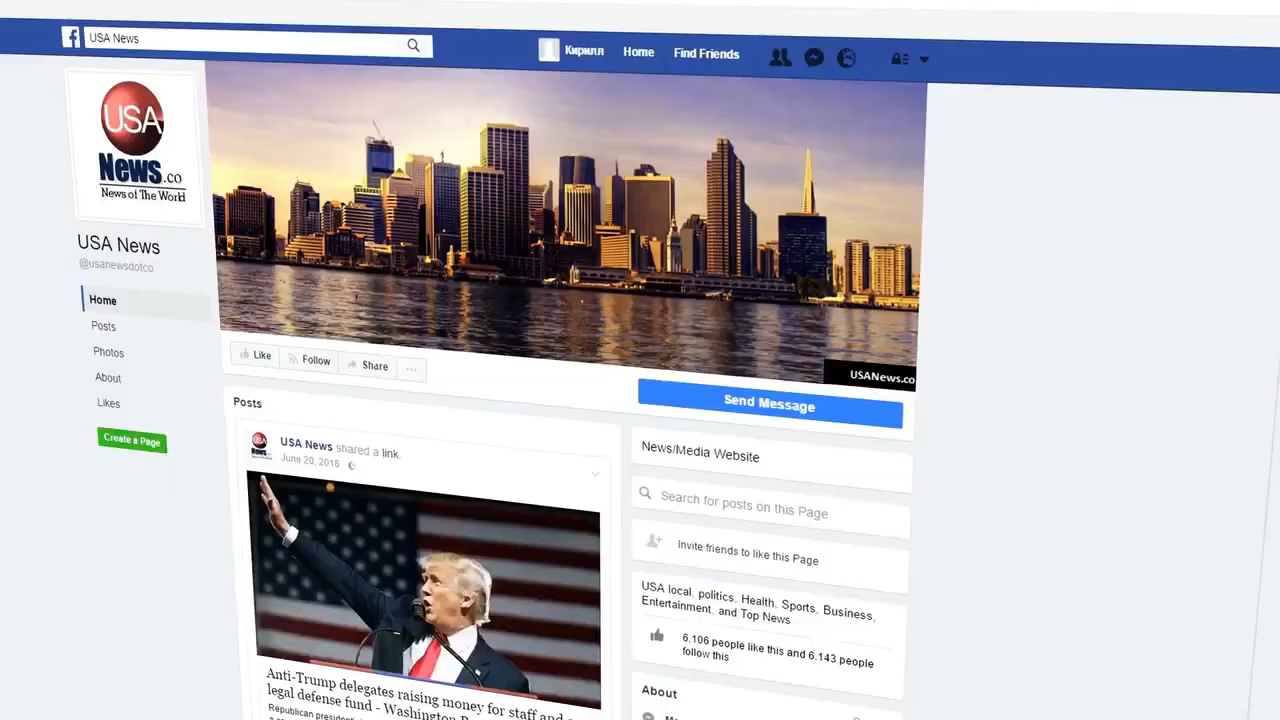 USA News
Кирилл
Home
Find Friends
USA
News.co
News of The World
USA News
@usanewsdotco
Home
Posts
Photos
About
Likes
Create a Page
USANews.co
Like
Follow
Share
...
Send Message
Posts
USA News shared a link.
June 20, 2016
Anti-Trump delegates raising money for staff and
legal defense fund - Washington
Republican
News/Media Website
Search for posts on this Page
Invite friends to like this Page
USA local, politics, Health, Sports, Business,
Entertainment, and Top News
6.106 people like this and 6.143 people
follow this
About